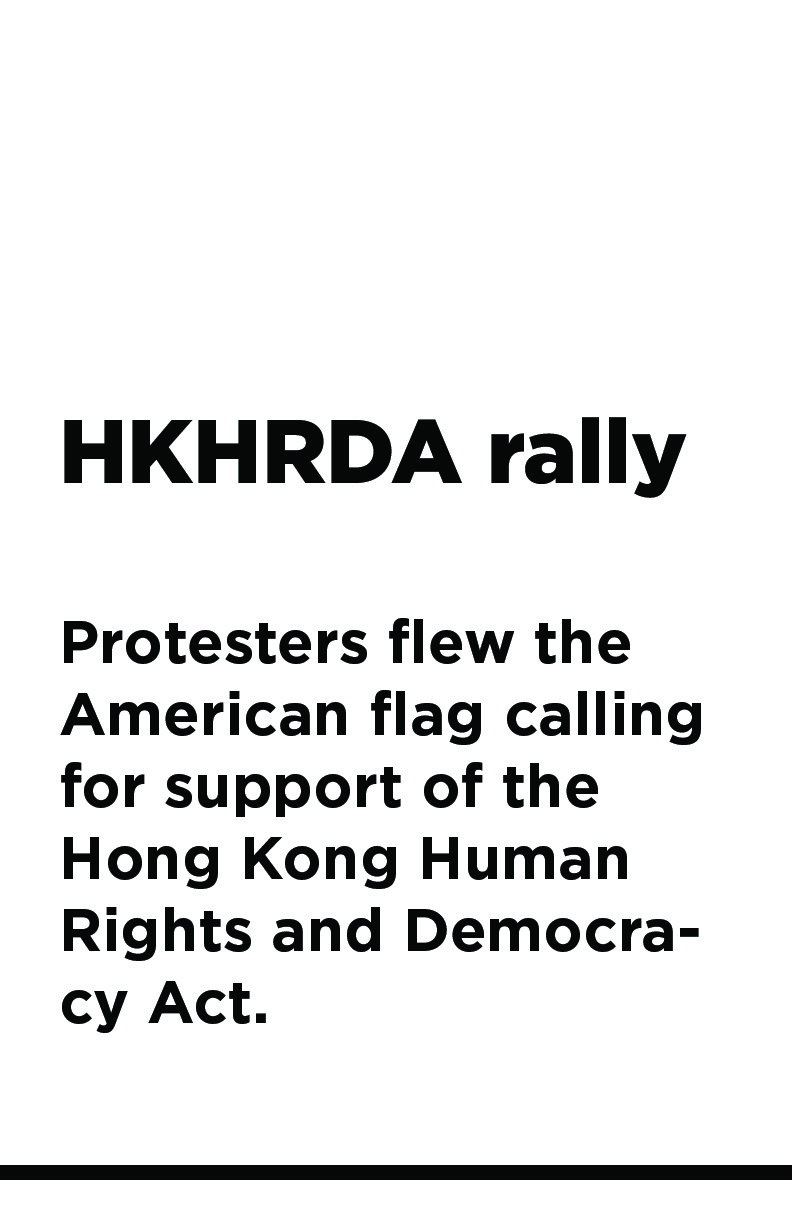 HKHRDA rally
Protesters flew the
American flag calling
for support of the
Hong Kong Human
Rights and Democra-
cy Act.